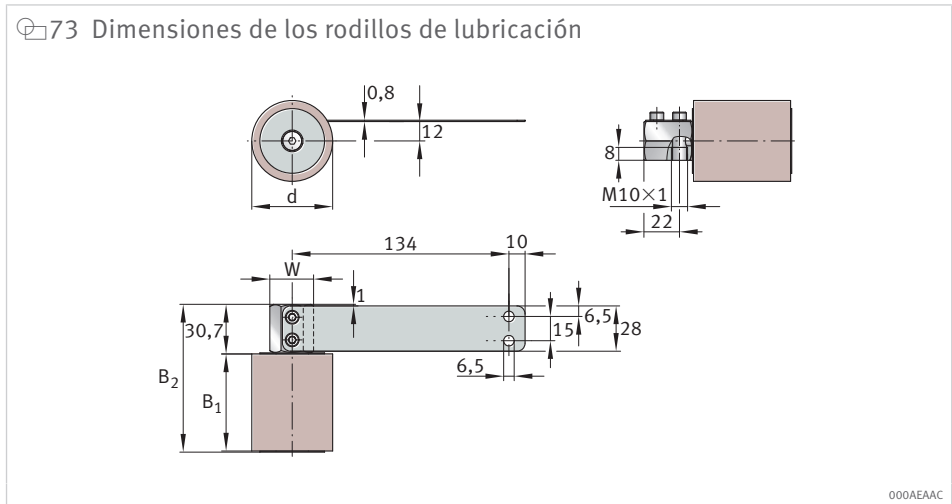 73 Dimensiones de los rodillos de lubricación
0,8
12
d
8
M10×1
22
134
10
W
1
30,7
6,5
15
28
6,5
B2
B1
000AEAAC